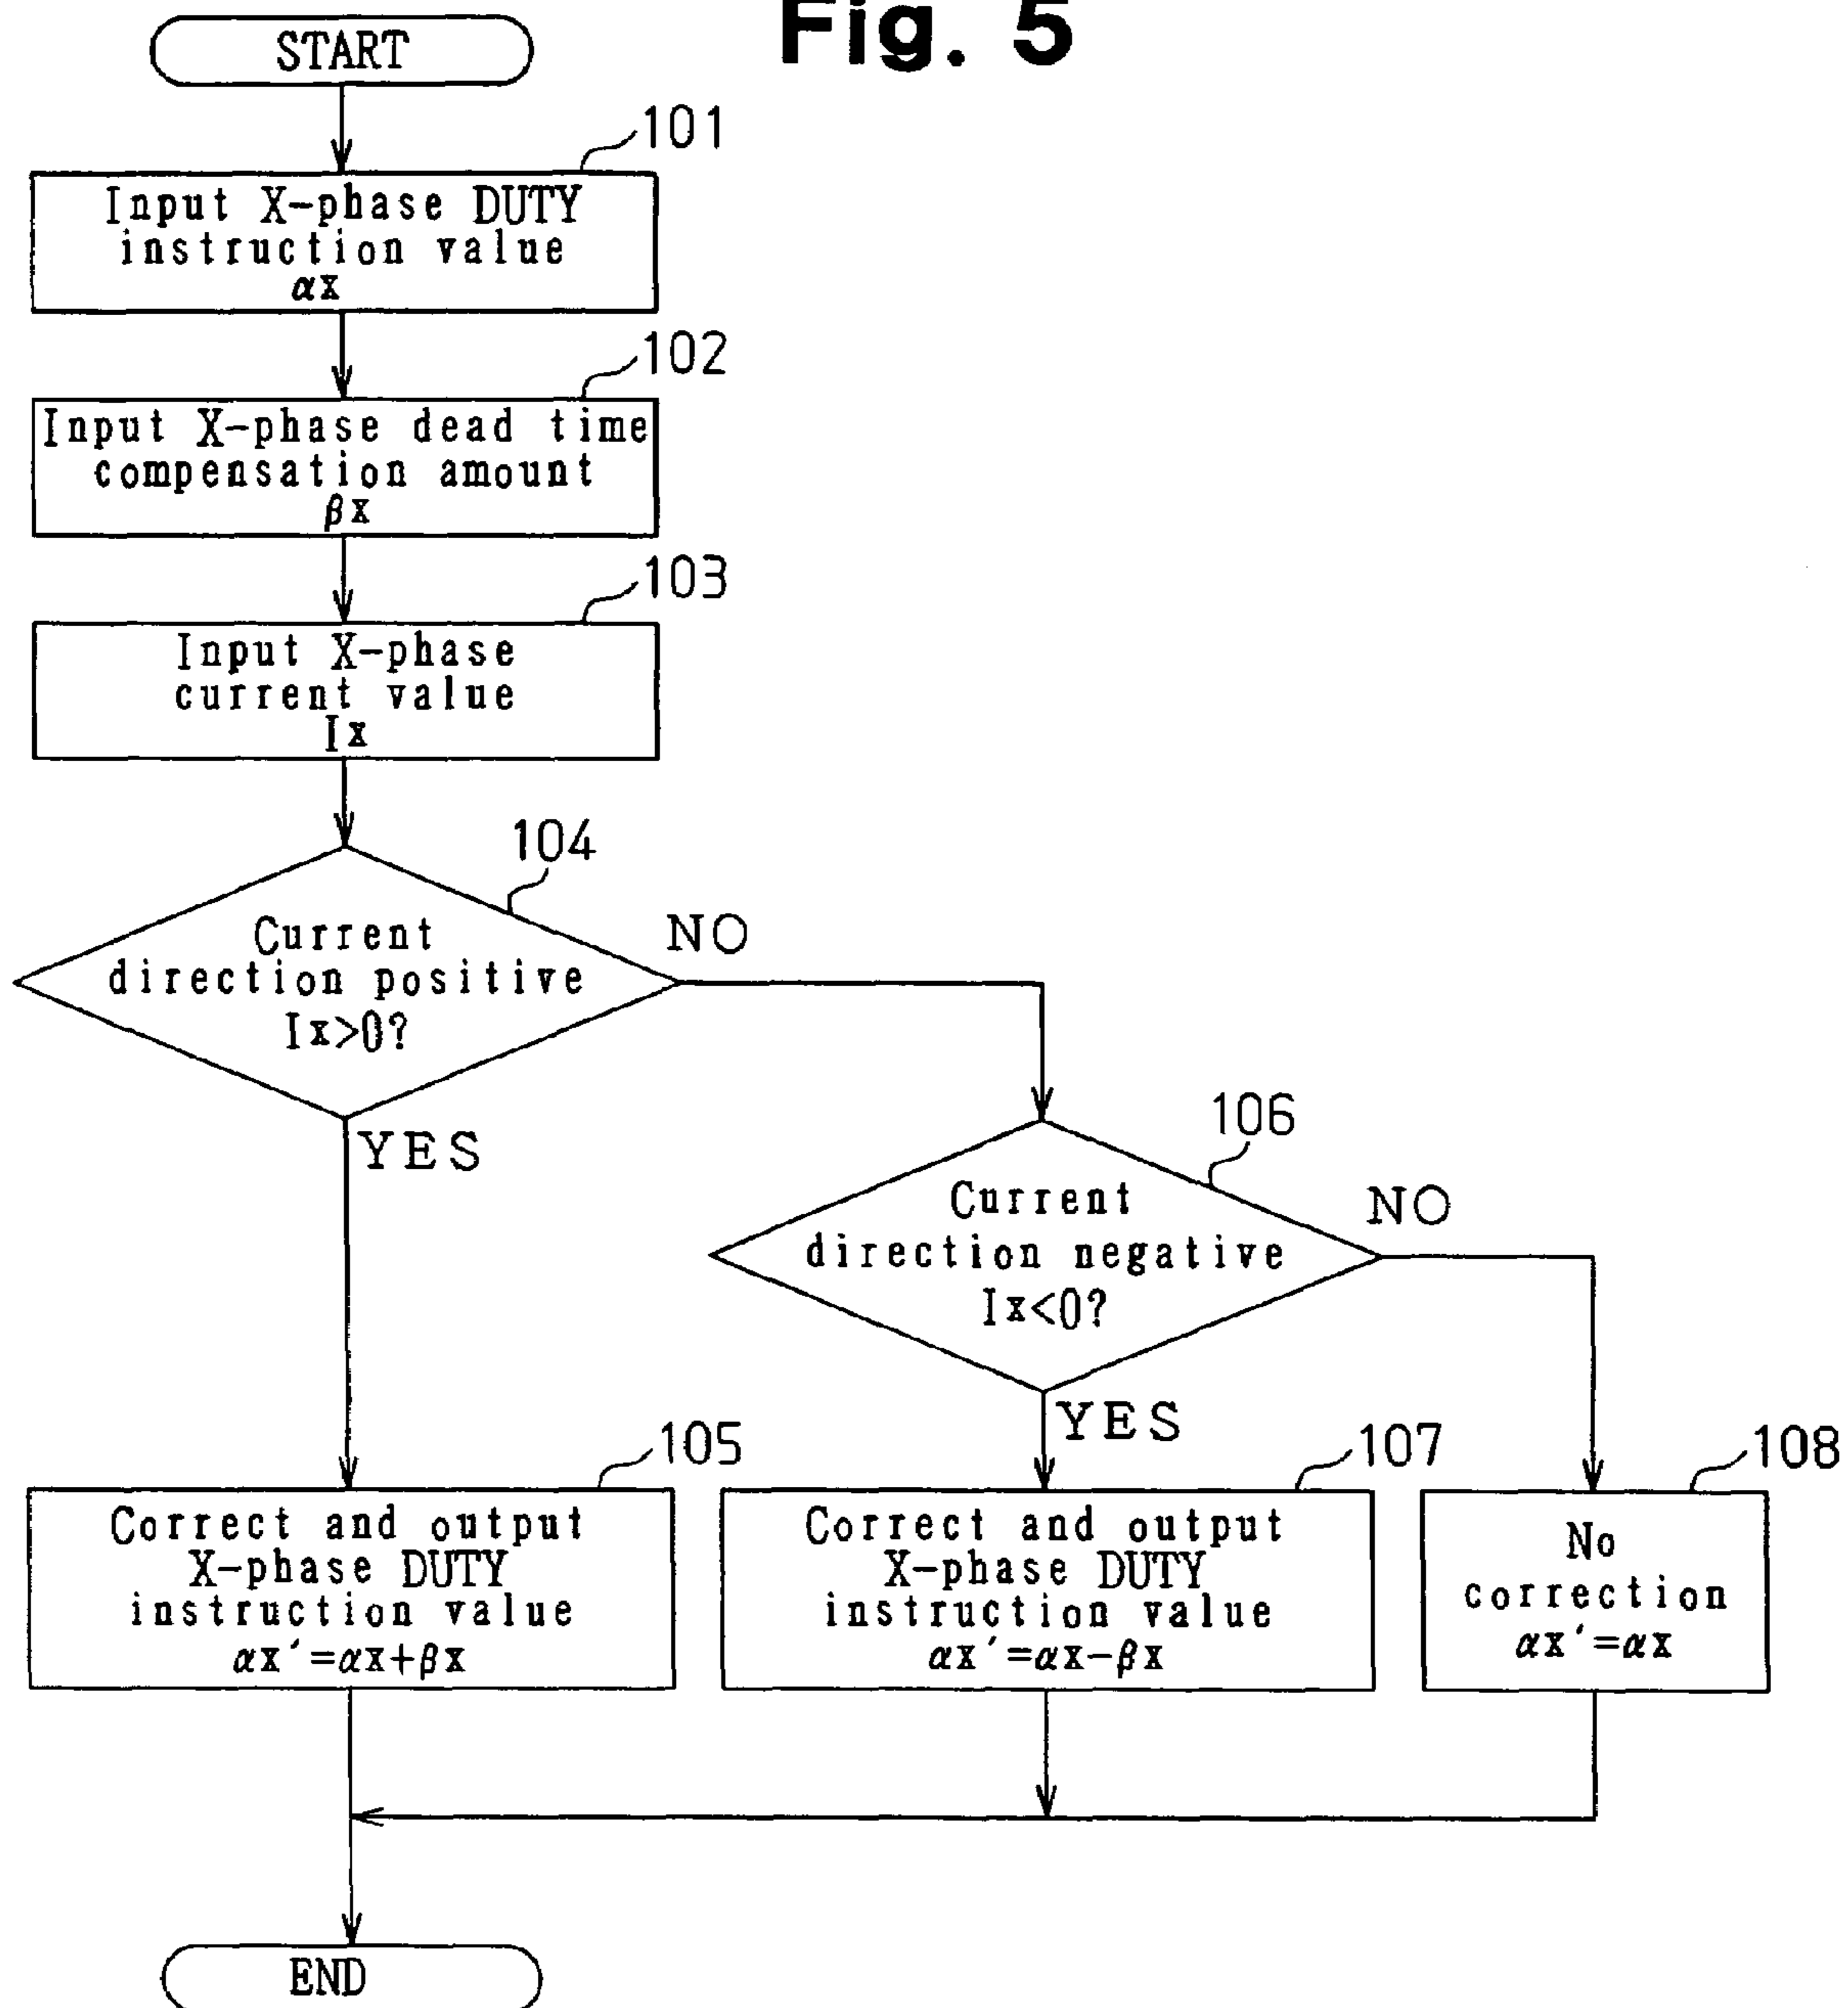 Fig. 5
START
101
Input X-phase DUTY
instruction value
αx
102
Input X-phase dead time
compensation amount
βx
103
Input X-phase
current value
Ix
104
Current
direction positive
Ix>0?
NO
YES
106
Current
direction negative
Ix<0?
NO
YES
105
Correct and output
X-phase DUTY
instruction value
αx′=αx+βx
107
Correct and output
X-phase DUTY
instruction value
αx′=αx−βx
108
No
correction
αx′=αx
END